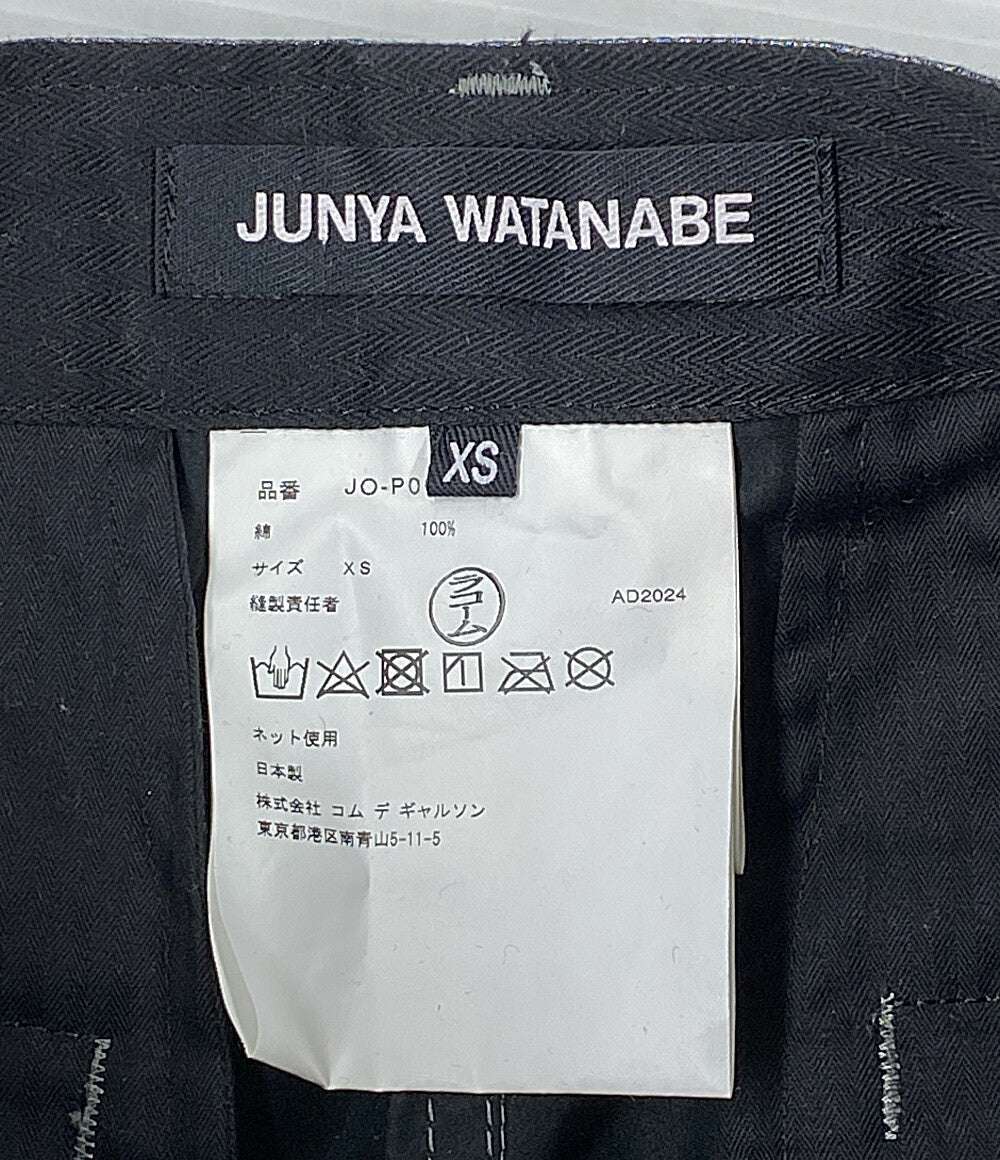 JUNYA WATANABE
XS
品番 JO-P0
綿 100%
サイズ XS
縫製責任者 ラコーム AD2024
ネット使用
日本製
株式会社 コム デ ギャルソン
東京都港区南青山5-11-5